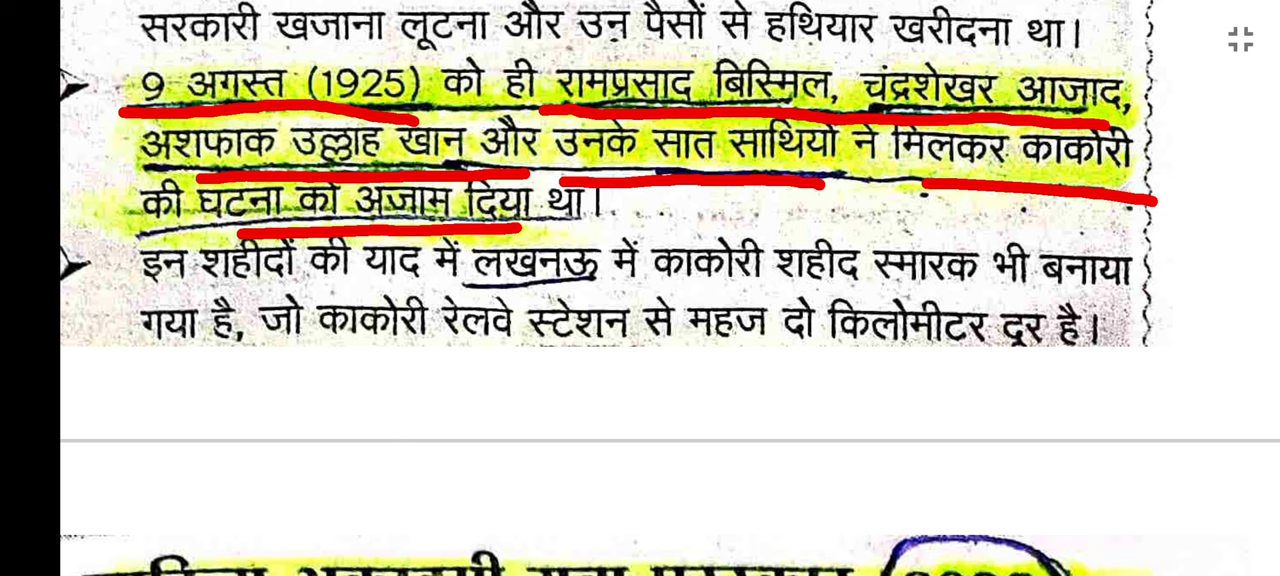 सरकारी खजाना लूटना और उन पैसों से हथियार खरीदना था।
9 अगस्त (1925) को ही रामप्रसाद बिस्मिल, चंद्रशेखर आजाद,
अशफाक उल्लाह खान और उनके सात साथियों ने मिलकर काकोरी
की घटना को अंजाम दिया था।
इन शहीदों की याद में लखनऊ में काकोरी शहीद स्मारक भी बनाया
गया है, जो काकोरी रेलवे स्टेशन से महज दो किलोमीटर दूर है।